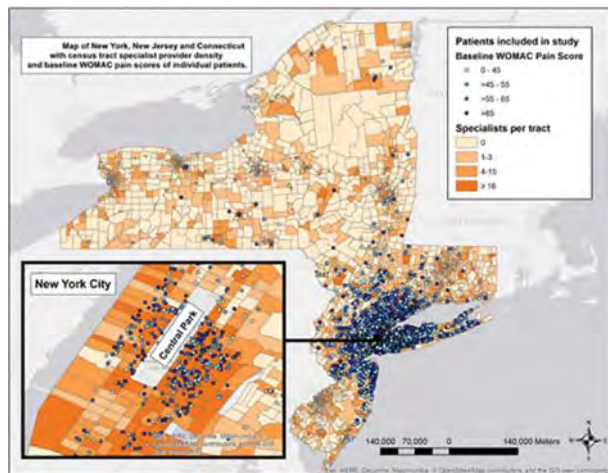 Map of New York, New Jersey and Connecticut
with census tract specialist provider density
and baseline WOMAC pain scores of individual patients.
Patients included in study
Baseline WOMAC Pain Score
0 - 45
>45 - 55
>55 - 65
>65
Specialists per tract
0
1-3
4-15
≥ 16
New York City
Central Park
140,000 70,000 0 140,000 Meters